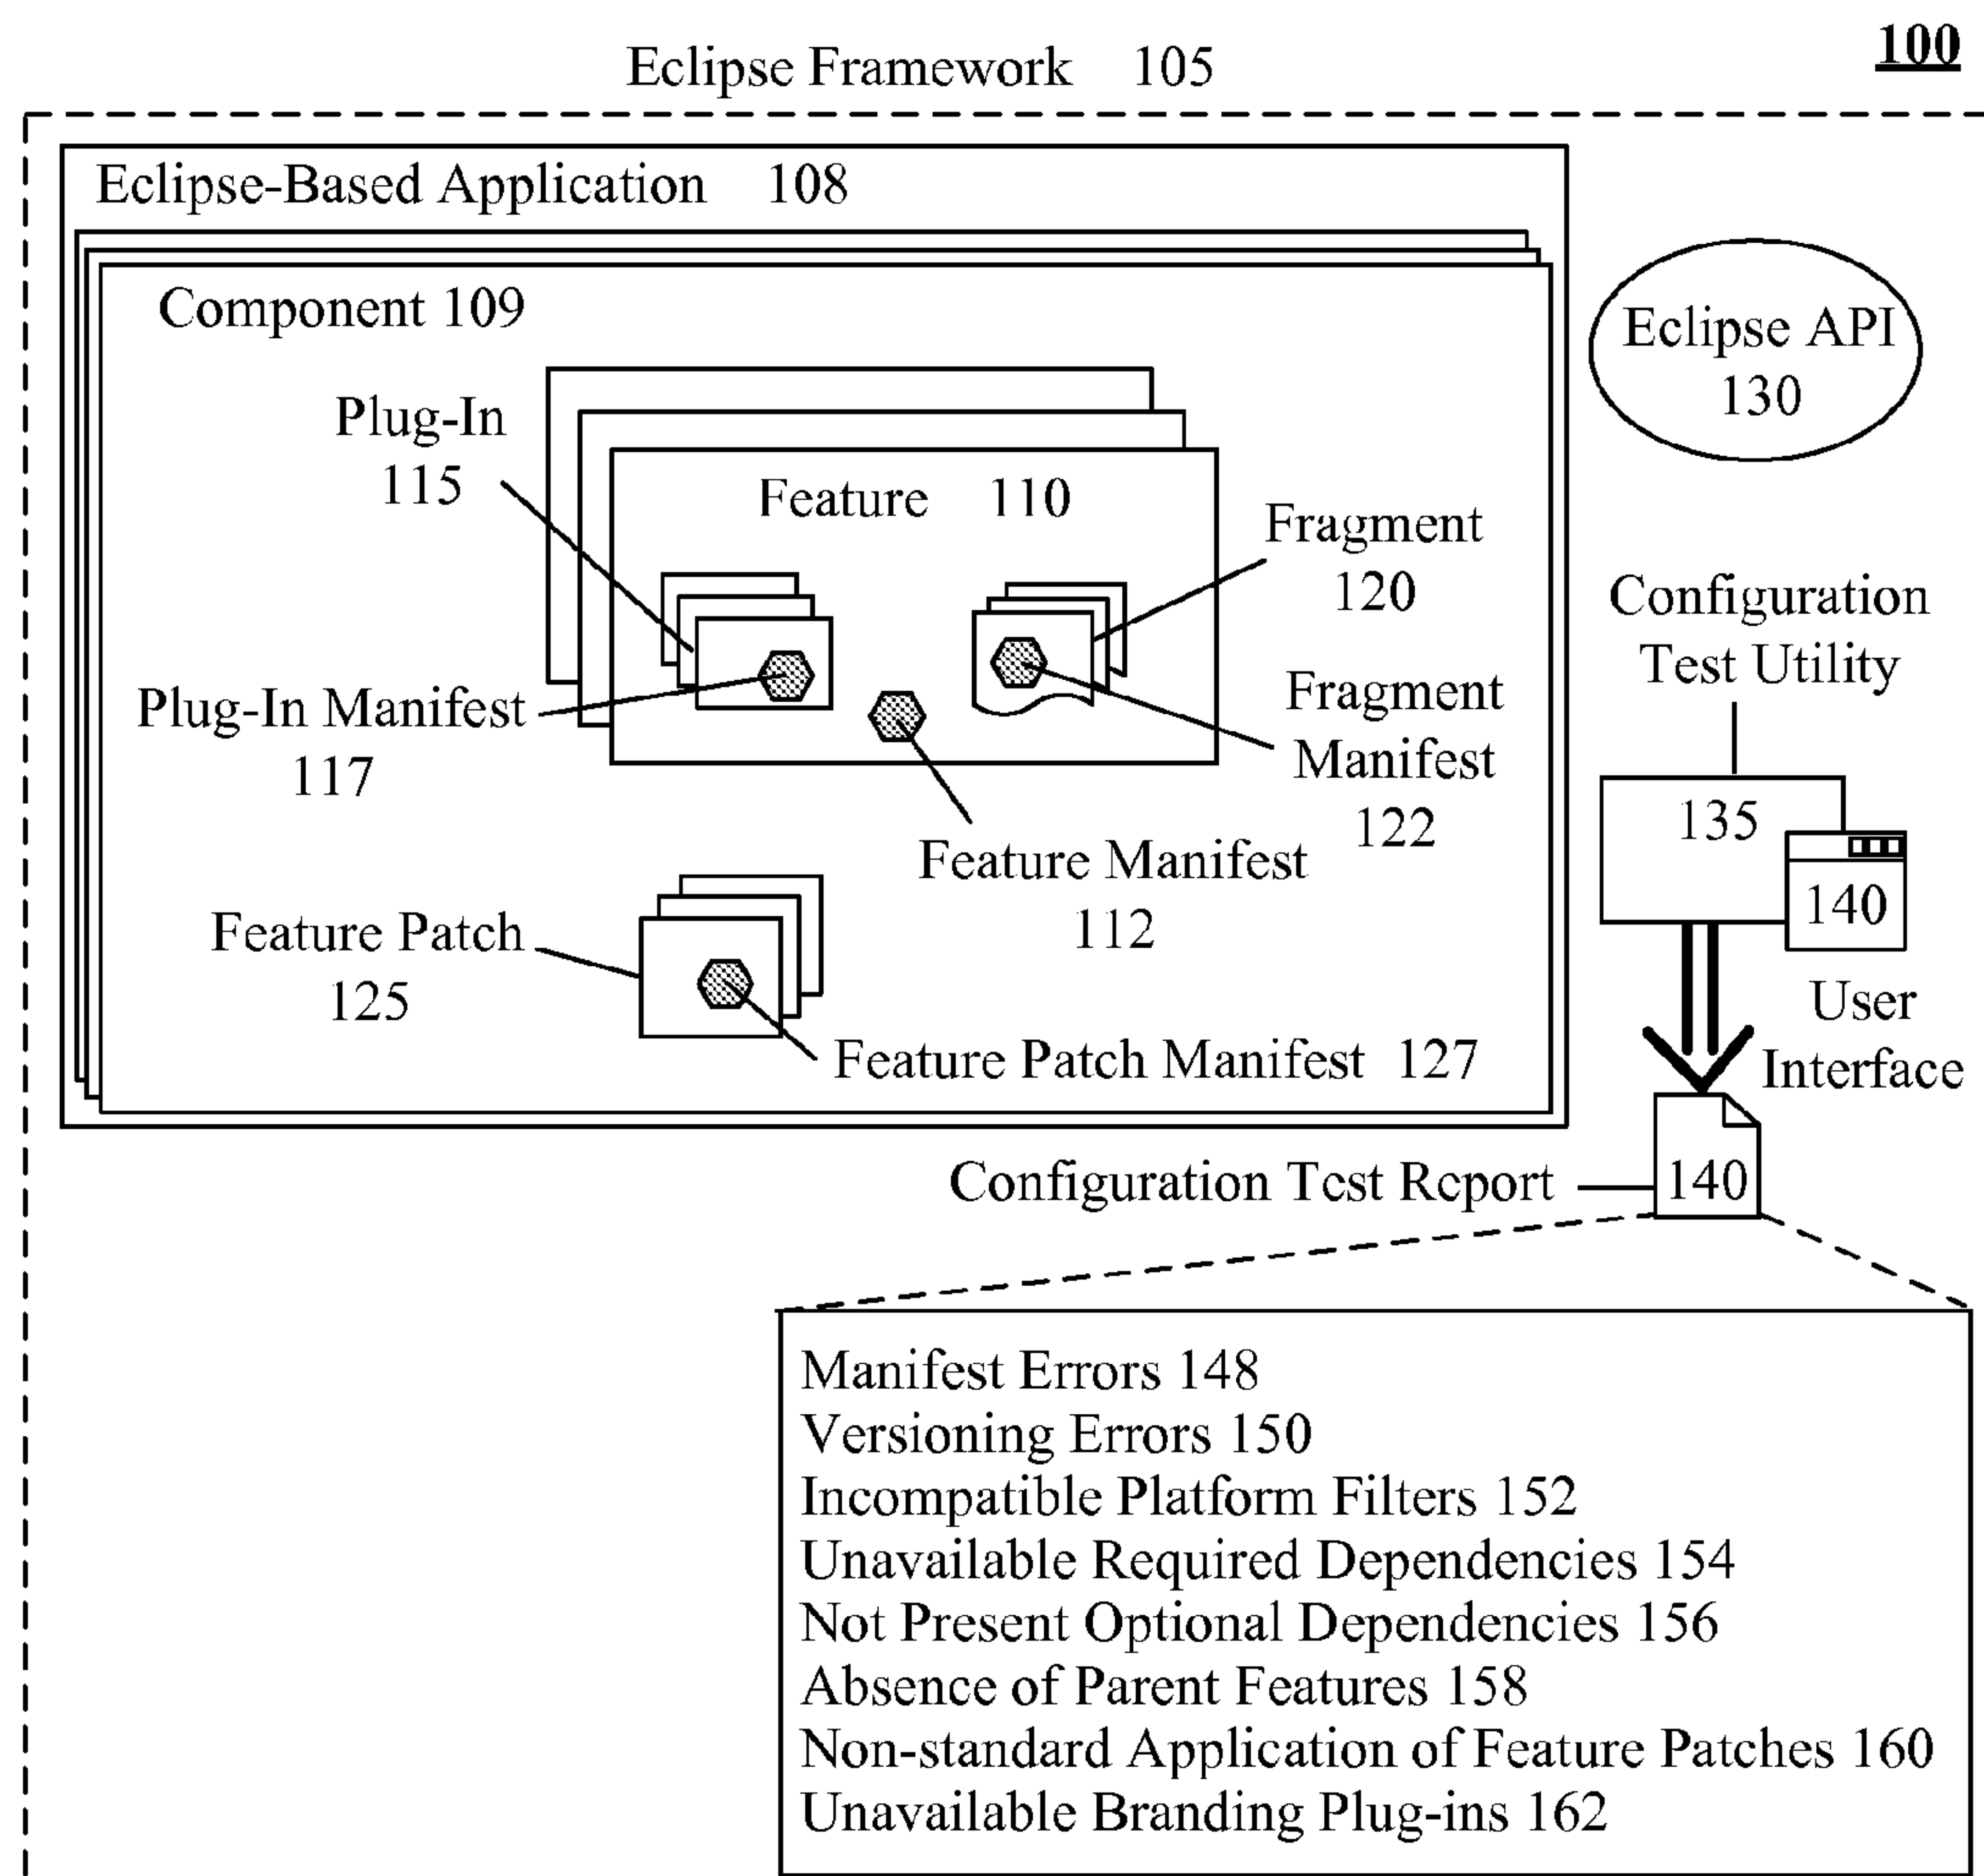 100
Eclipse Framework 105
Eclipse-Based Application 108
Component 109
Eclipse API
130
Plug-In
115
Feature 110
Fragment
120
Configuration
Test Utility
Plug-In Manifest
117
Fragment
Manifest
122
135
140
Feature Manifest
112
Feature Patch
125
User
Interface
Feature Patch Manifest 127
Configuration Test Report
140
Manifest Errors 148
Versioning Errors 150
Incompatible Platform Filters 152
Unavailable Required Dependencies 154
Not Present Optional Dependencies 156
Absence of Parent Features 158
Non-standard Application of Feature Patches 160
Unavailable Branding Plug-ins 162